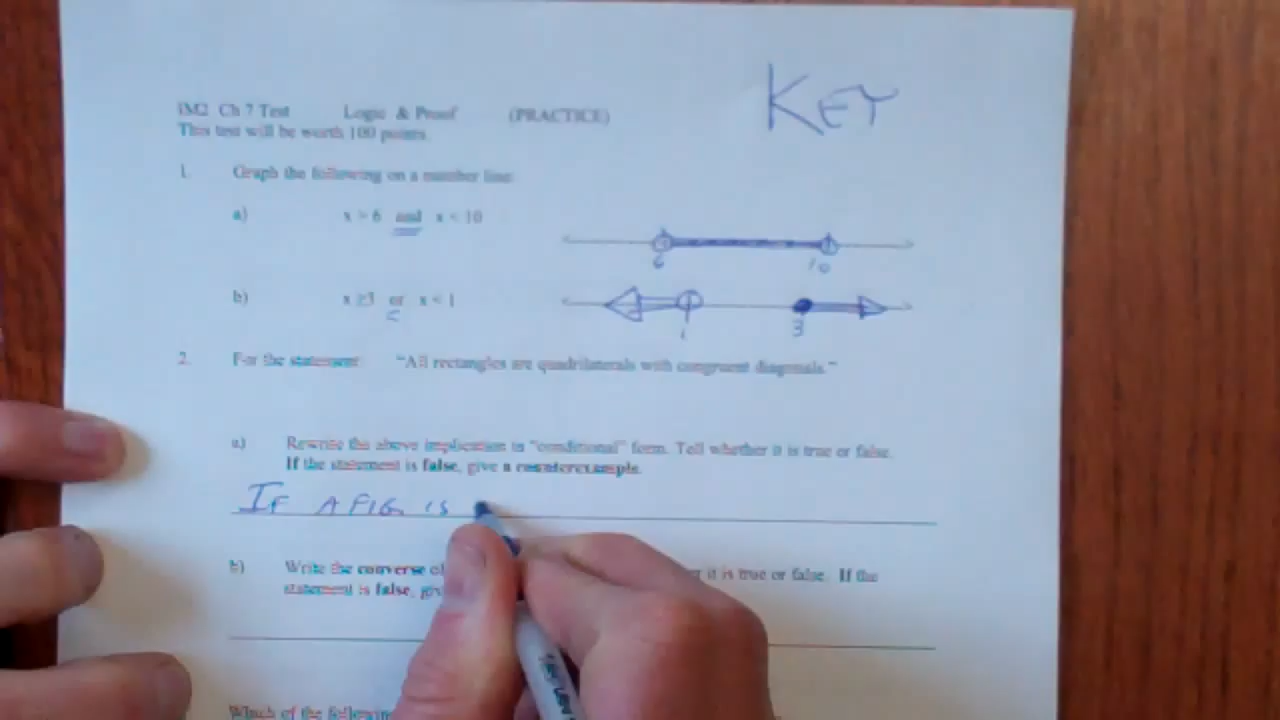 KEY
IM2 Ch 7 Test Logic & Proof (PRACTICE)
This test will be worth 100 points.
1. Graph the following on a number line
a) x > 6 and x < 10
6 10
b) x ≥3 or x < 1
1 3
2. For the statement "All rectangles are quadrilaterals with congruent diagonals."
a) Rewrite the above implication in "conditional" form. Tell whether it is true or false.
If the statement is false, give a counterexample.
IF A FIG IS
b) Write the converse of it is true or false. If the
statement is false,
Which of the following